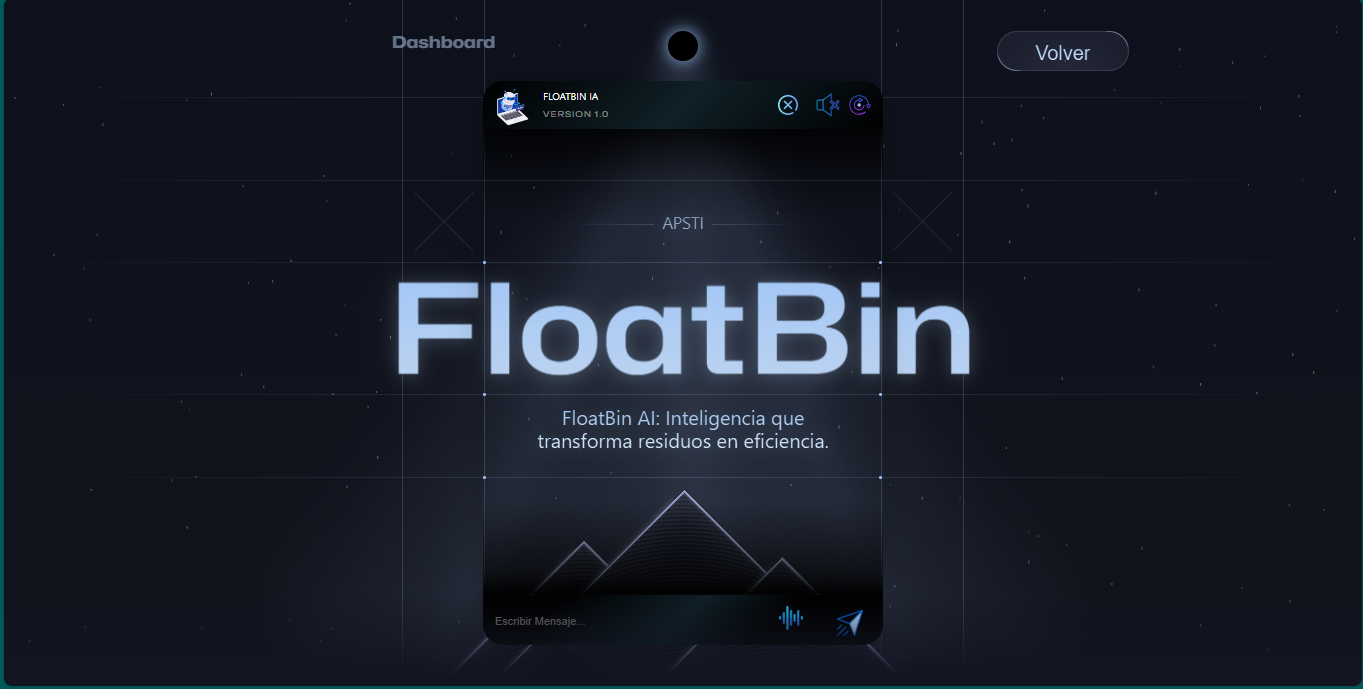 Dashboard
Volver
FLOATBIN IA
VERSION 1.0
APSTI
FloatBin
FloatBin AI: Inteligencia que
transforma residuos en eficiencia.
Escribir Mensaje...